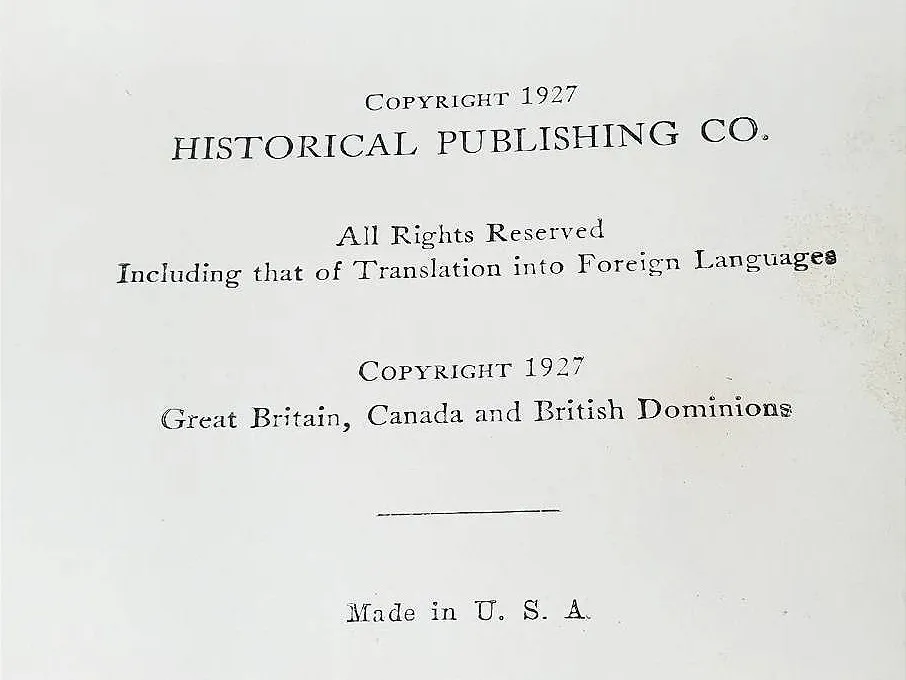 COPYRIGHT 1927
HISTORICAL PUBLISHING CO.
All Rights Reserved
Including that of Translation into Foreign Languages
COPYRIGHT 1927
Great Britain, Canada and British Dominions
Made in U. S. A.